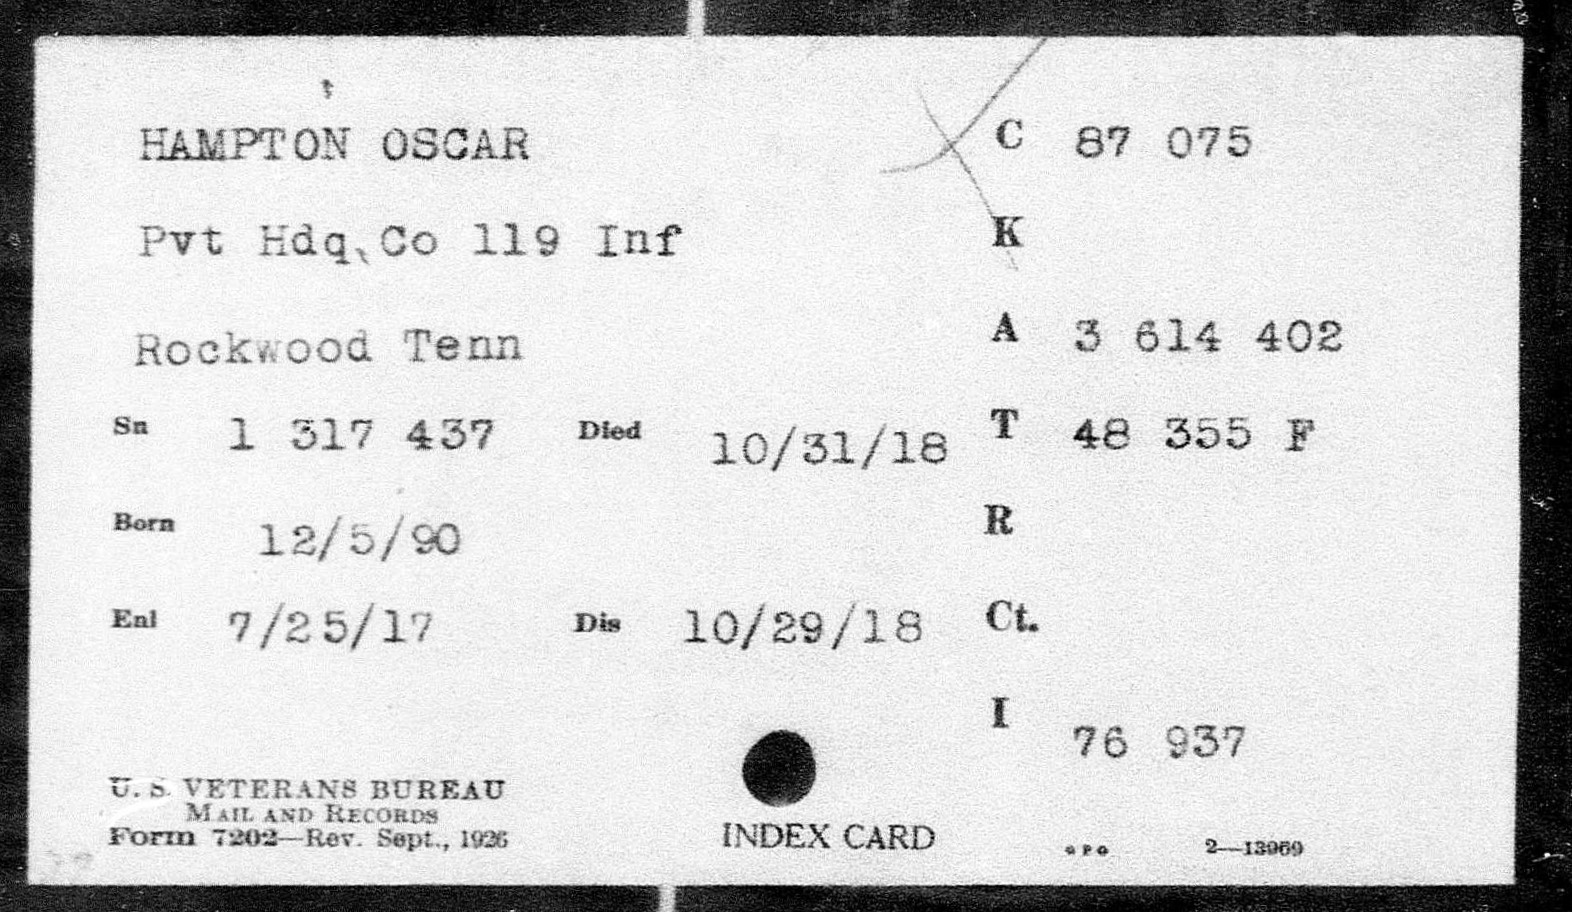 HAMPTON OSCAR C 87 075
Pvt Hdq Co 119 Inf K
Rockwood Tenn A 3 614 402
Sn 1 317 437 Died 10/31/18 T 48 355 F
Born 12/5/90 R
Enl 7/25/17 Dis 10/29/18 Ct.
I 76 937
U. S. VETERANS BUREAU
MAIL AND RECORDS
Form 7202—Rev. Sept., 1926
INDEX CARD
GPO 2—13969